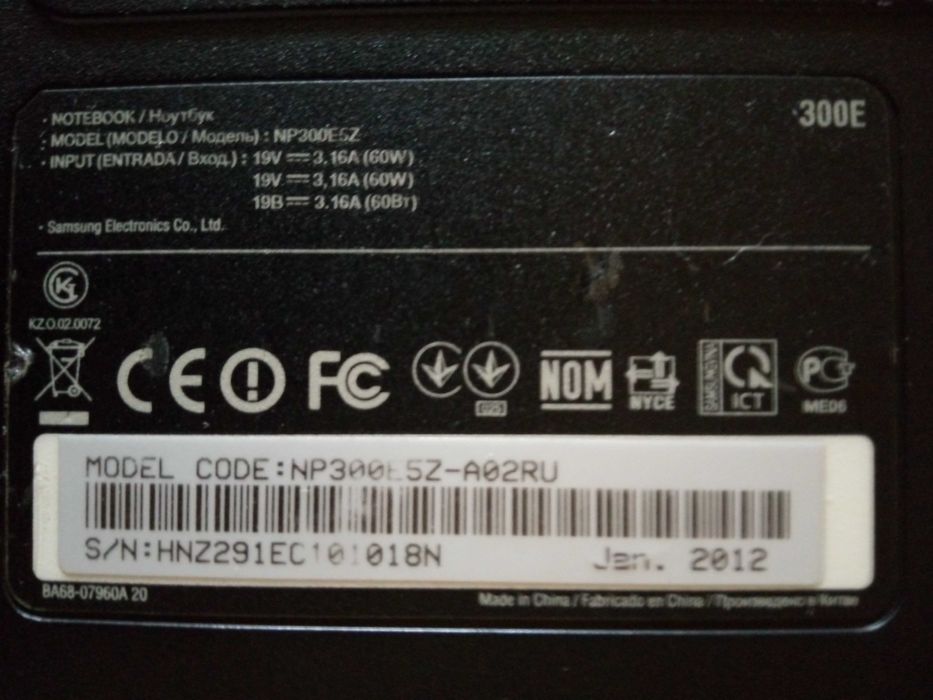 · NOTEBOOK / Ноутбук
300E
· MODEL (MODELO / Модель) : NP300E5Z
· INPUT (ENTRADA / Вход) : 19V ⎓ 3.16A (60W)
19V ⎓ 3.16A (60W)
19В ⎓ 3.16A (60Вт)
· Samsung Electronics Co., Ltd.
KZ.O.02.0072
CE FC NOM NYCE ICT
025
МЕ06
MODEL CODE:NP300E5Z-A02RU
S/N:HNZ291EC101018N Jan. 2012
BA68-07960A 20
Made in China / Fabricado en China / Произведено в Китае